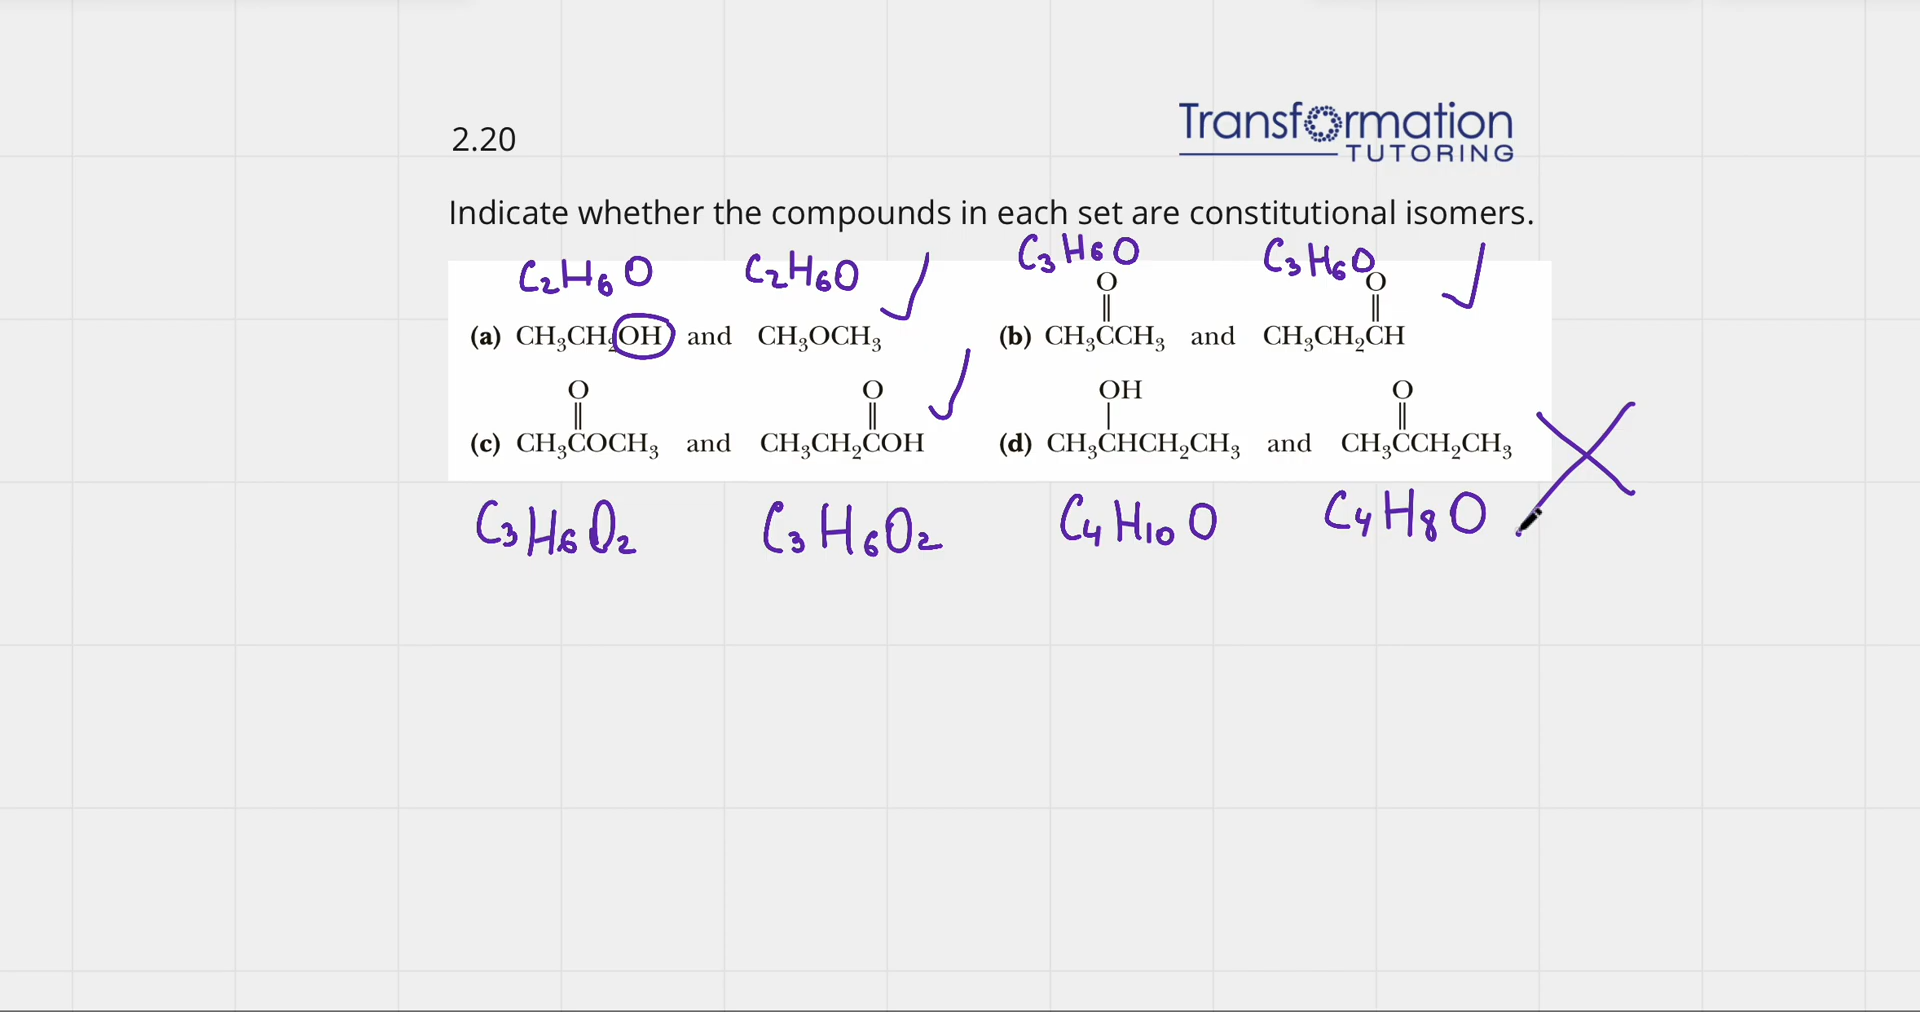 Transformation
TUTORING
2.20
Indicate whether the compounds in each set are constitutional isomers.
C₂H₆O C₂H₆O C₃H₆O C₃H₆O
O O
(a) CH₃CH₂OH and CH₃OCH₃ (b) CH₃CCH₃ and CH₃CH₂CH
O O OH O
(c) CH₃COCH₃ and CH₃CH₂COH (d) CH₃CHCH₂CH₃ and CH₃CCH₂CH₃
C₃H₆O₂ C₃H₆O₂ C₄H₁₀O C₄H₈O